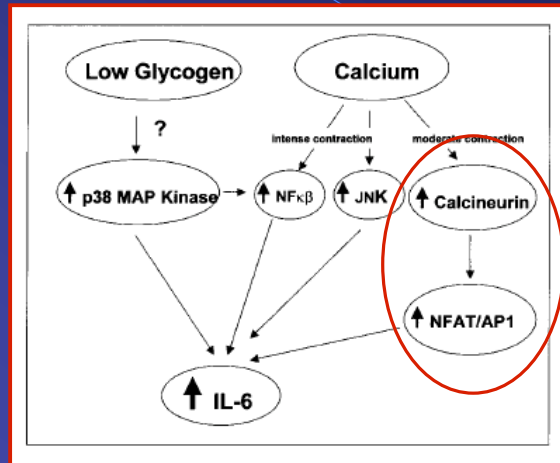 Low Glycogen
Calcium
?
intense contraction
moderate contraction
p38 MAP Kinase
NFκβ
JNK
Calcineurin
NFAT/AP1
IL-6